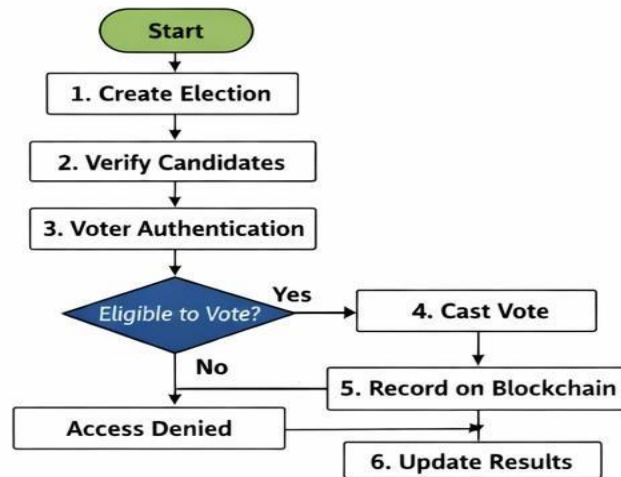 Start
1. Create Election
2. Verify Candidates
3. Voter Authentication
Eligible to Vote?
Yes
4. Cast Vote
No
5. Record on Blockchain
Access Denied
6. Update Results